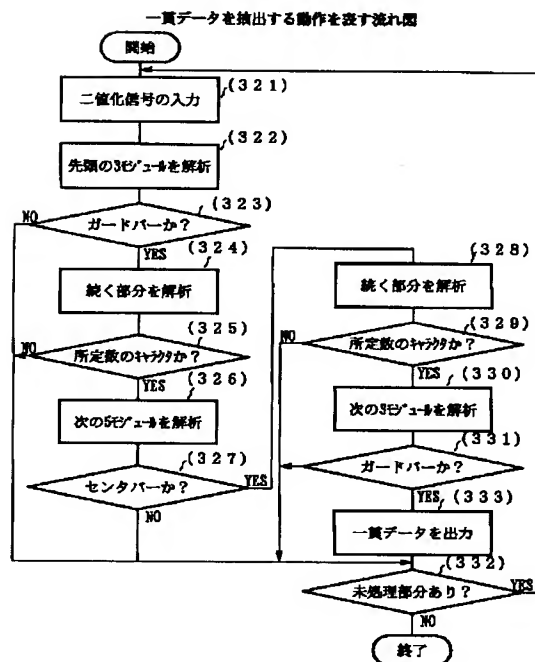 一貫データを抽出する動作を表す流れ図
開始
(321)
二値化信号の入力
(322)
先頭の3モジュールを解析
(323)
NO
ガードバーか?
YES
(324)
続く部分を解析
(325)
NO
所定数のキャラクタか?
YES
(326)
次の5モジュールを解析
(327)
センタバーか?
YES
NO
(328)
続く部分を解析
(329)
NO
所定数のキャラクタか?
YES
(330)
次の3モジュールを解析
(331)
ガードバーか?
YES
(333)
一貫データを出力
(332)
未処理部分あり?
YES
NO
終了